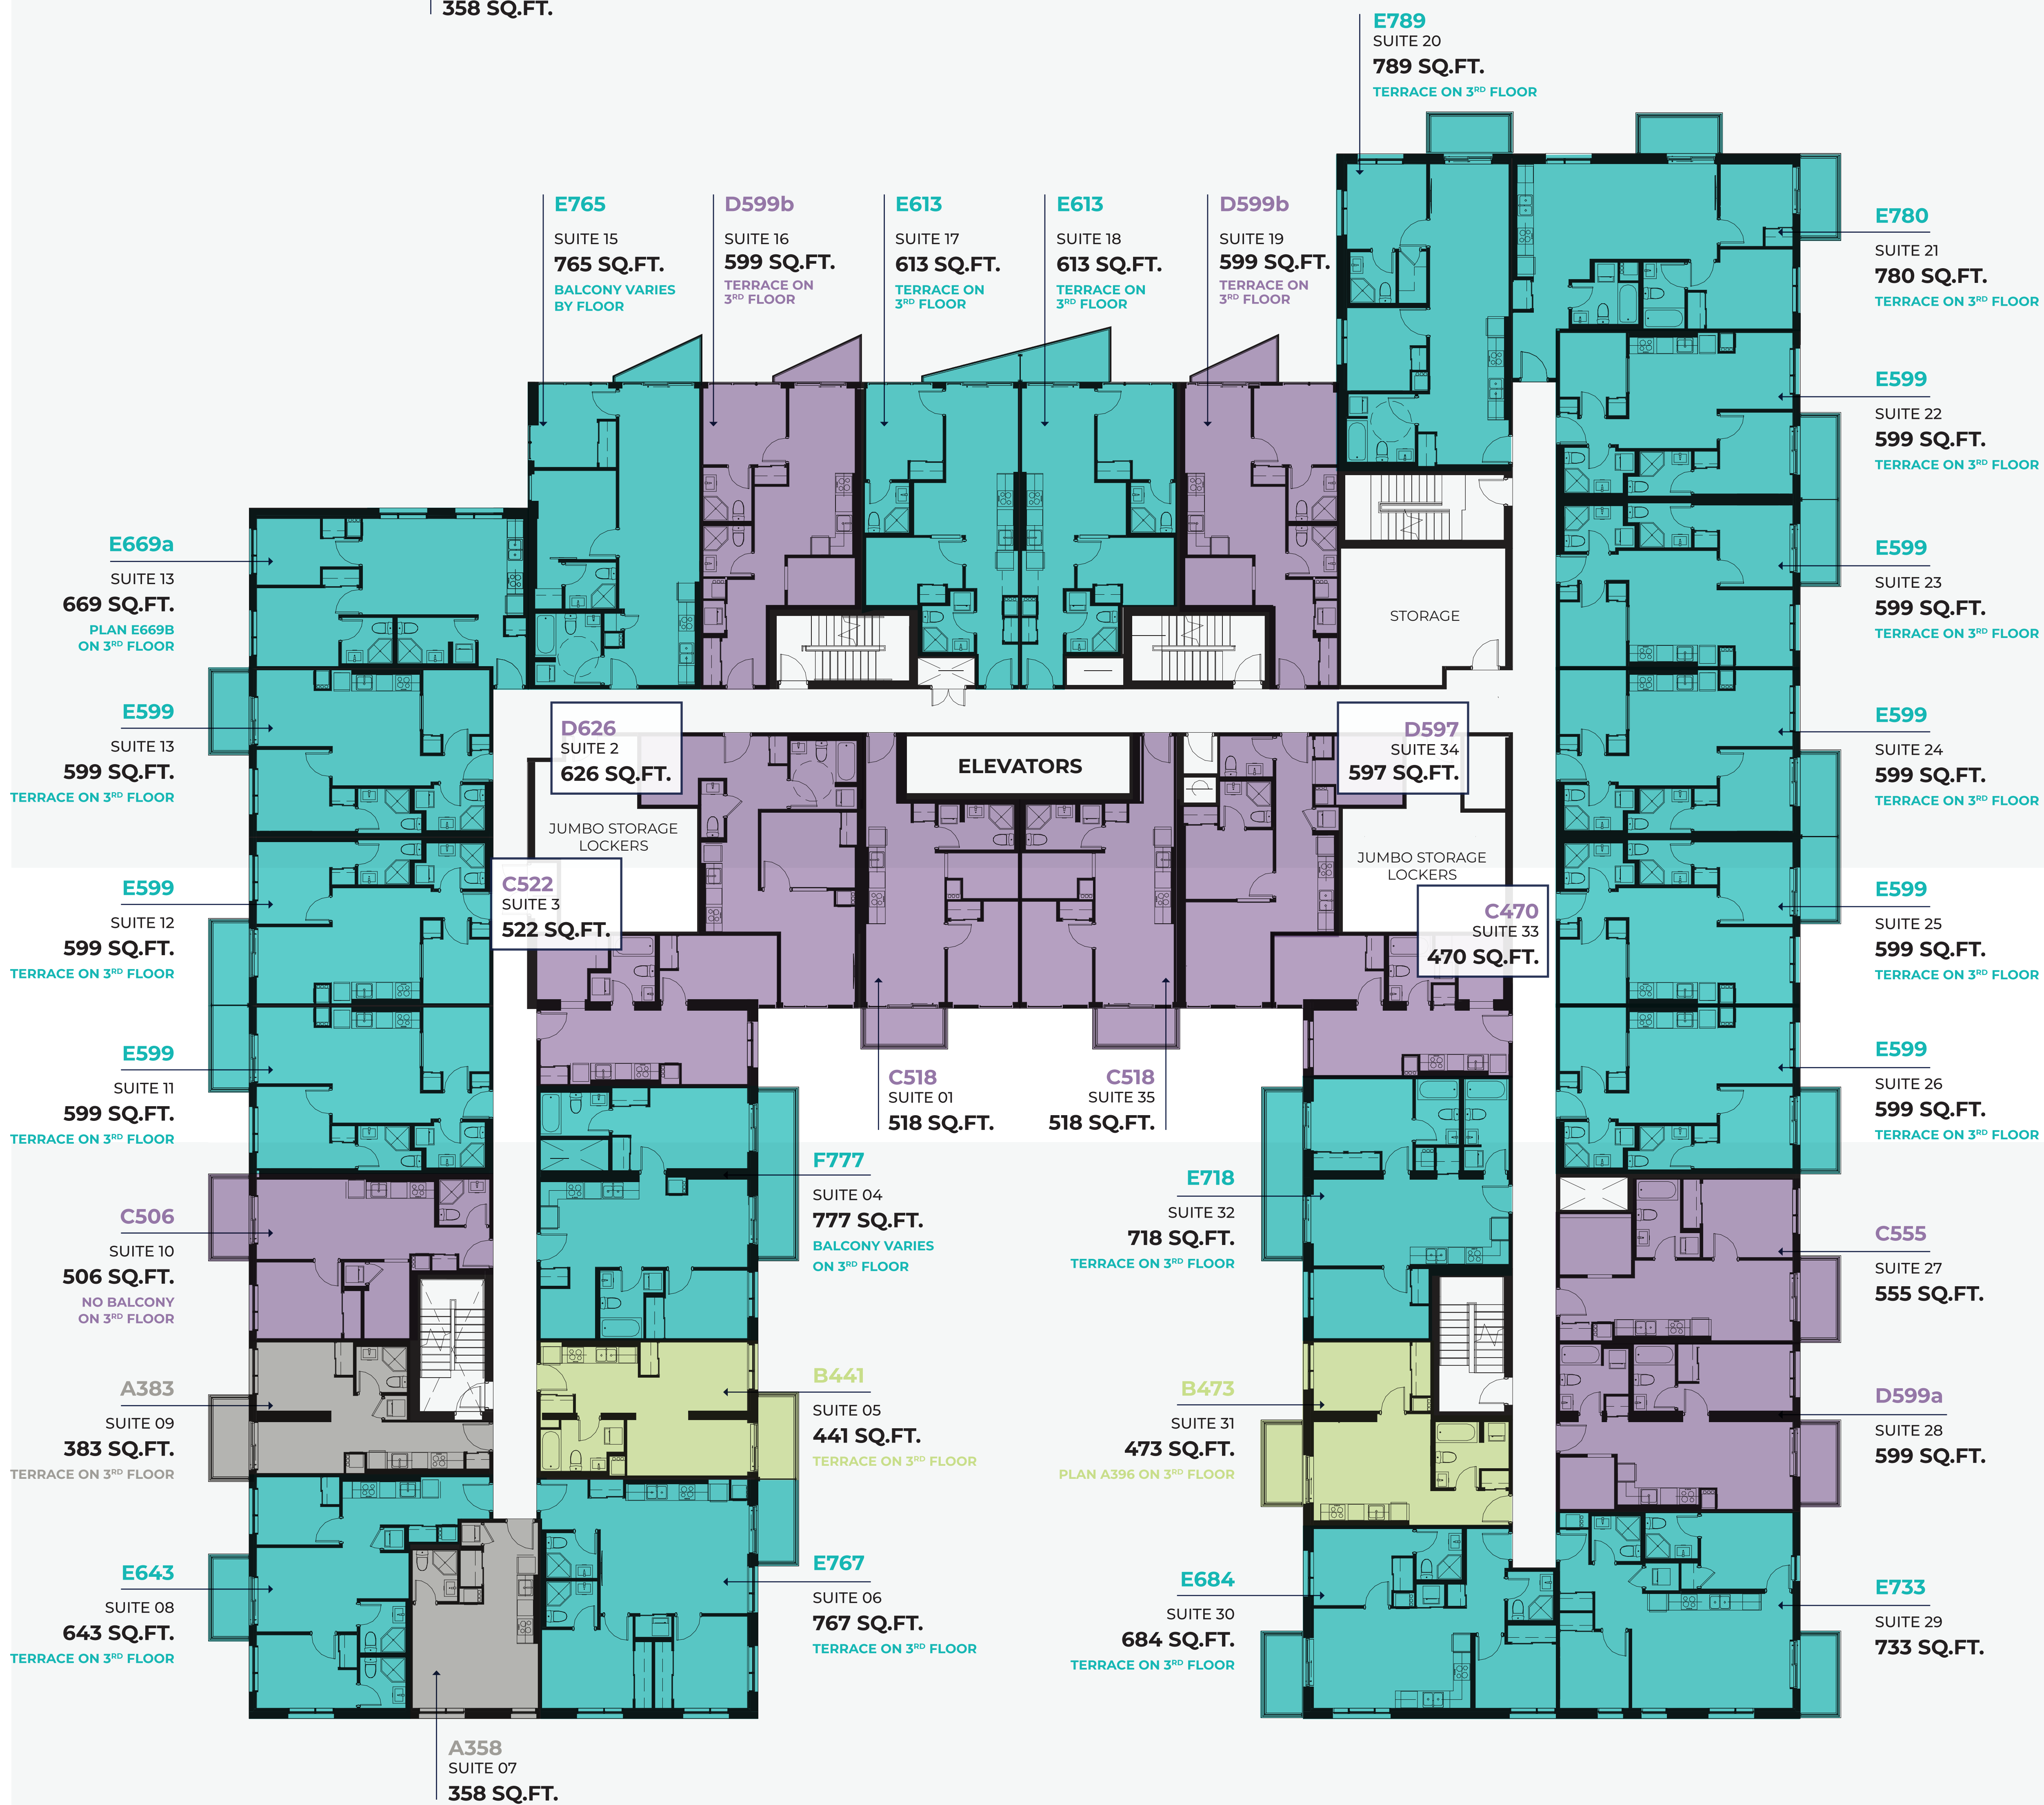 358 SQ.FT.
E789
SUITE 20
789 SQ.FT.
TERRACE ON 3RD FLOOR
E765
SUITE 15
765 SQ.FT.
BALCONY VARIES
BY FLOOR
D599b
SUITE 16
599 SQ.FT.
TERRACE ON
3RD FLOOR
E613
SUITE 17
613 SQ.FT.
TERRACE ON
3RD FLOOR
E613
SUITE 18
613 SQ.FT.
TERRACE ON
3RD FLOOR
D599b
SUITE 19
599 SQ.FT.
TERRACE ON
3RD FLOOR
E780
SUITE 21
780 SQ.FT.
TERRACE ON 3RD FLOOR
E599
SUITE 22
599 SQ.FT.
TERRACE ON 3RD FLOOR
E669a
SUITE 13
669 SQ.FT.
PLAN E669B
ON 3RD FLOOR
E599
SUITE 23
599 SQ.FT.
TERRACE ON 3RD FLOOR
STORAGE
E599
SUITE 13
599 SQ.FT.
TERRACE ON 3RD FLOOR
D626
SUITE 2
626 SQ.FT.
ELEVATORS
D597
SUITE 34
597 SQ.FT.
E599
SUITE 24
599 SQ.FT.
TERRACE ON 3RD FLOOR
JUMBO STORAGE
LOCKERS
JUMBO STORAGE
LOCKERS
E599
SUITE 12
599 SQ.FT.
TERRACE ON 3RD FLOOR
C522
SUITE 3
522 SQ.FT.
C470
SUITE 33
470 SQ.FT.
E599
SUITE 25
599 SQ.FT.
TERRACE ON 3RD FLOOR
E599
SUITE 11
599 SQ.FT.
TERRACE ON 3RD FLOOR
C518
SUITE 01
518 SQ.FT.
C518
SUITE 35
518 SQ.FT.
E599
SUITE 26
599 SQ.FT.
TERRACE ON 3RD FLOOR
F777
SUITE 04
777 SQ.FT.
BALCONY VARIES
ON 3RD FLOOR
E718
SUITE 32
718 SQ.FT.
TERRACE ON 3RD FLOOR
C506
SUITE 10
506 SQ.FT.
NO BALCONY
ON 3RD FLOOR
C555
SUITE 27
555 SQ.FT.
A383
SUITE 09
383 SQ.FT.
TERRACE ON 3RD FLOOR
B441
SUITE 05
441 SQ.FT.
TERRACE ON 3RD FLOOR
B473
SUITE 31
473 SQ.FT.
PLAN A396 ON 3RD FLOOR
D599a
SUITE 28
599 SQ.FT.
E643
SUITE 08
643 SQ.FT.
TERRACE ON 3RD FLOOR
E767
SUITE 06
767 SQ.FT.
TERRACE ON 3RD FLOOR
E684
SUITE 30
684 SQ.FT.
TERRACE ON 3RD FLOOR
E733
SUITE 29
733 SQ.FT.
A358
SUITE 07
358 SQ.FT.